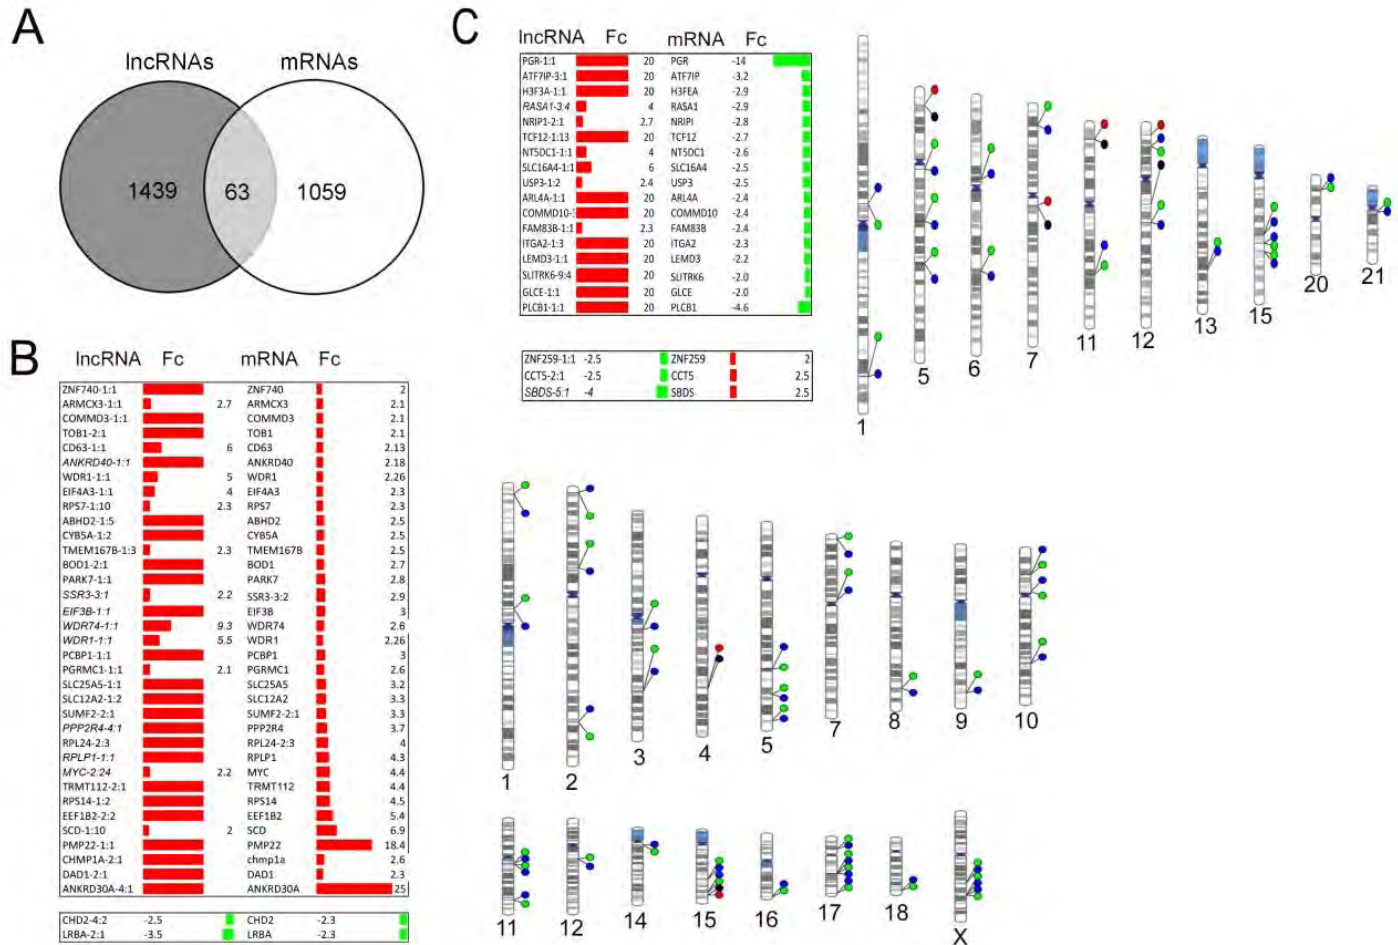 A
lncRNAs mRNAs
1439 63 1059
B
lncRNA Fc mRNA Fc
ZNF740-1:1 ZNF740 2
ARMCX3-1:1 2.7 ARMCX3 2.1
COMMD3-1:1 COMMD3 2.1
TOB1-2:1 TOB1 2.1
CD63-1:1 6 CD63 2.13
ANKRD40-1:1 ANKRD40 2.18
WDR1-1:1 5 WDR1 2.26
EIF4A3-1:1 4 EIF4A3 2.3
RPS7-1:10 2.3 RPS7 2.3
ABHD2-1:5 ABHD2 2.5
CYB5A-1:2 CYB5A 2.5
TMEM167B-1:3 2.3 TMEM167B 2.5
BOD1-2:1 BOD1 2.7
PARK7-1:1 PARK7 2.8
SSR3-3:1 2.2 SSR3-3:2 2.9
EIF3B-1:1 EIF3B 3
WDR74-1:1 9.3 WDR74 2.6
WDR1-1:1 5.5 WDR1 2.26
PCBP1-1:1 PCBP1 3
PGRMC1-1:1 2.1 PGRMC1 2.6
SLC25A5-1:1 SLC25A5 3.2
SLC12A2-1:2 SLC12A2 3.3
SUMF2-2:1 SUMF2-2:1 3.3
PPP2R4-4:1 PPP2R4 3.7
RPL24-2:3 RPL24-2:3 4
RPLP1-1:1 RPLP1 4.3
MYC-2:24 2.2 MYC 4.4
TRMT112-2:1 TRMT112 4.4
RPS14-1:2 RPS14 4.5
EEF1B2-2:2 EEF1B2 5.4
SCD-1:10 2 SCD 6.9
PMP22-1:1 PMP22 18.4
CHMP1A-2:1 chmp1a 2.6
DAD1-2:1 DAD1 2.3
ANKRD30A-4:1 ANKRD30A 25
CHD2-4:2 -2.5 CHD2 -2.3
LRBA-2:1 -3.5 LRBA -2.3
C
lncRNA Fc mRNA Fc
PGR-1:1 20 PGR -14
ATF7IP-3:1 20 ATF7IP -3.2
H3F3A-1:1 20 H3FEA -2.9
RASA1-3:4 4 RASA1 -2.9
NRIP1-2:1 2.7 NRIPI -2.8
TCF12-1:13 20 TCF12 -2.7
NT5DC1-1:1 4 NT5DC1 -2.6
SLC16A4-1:1 6 SLC16A4 -2.5
USP3-1:2 2.4 USP3 -2.5
ARL4A-1:1 20 ARL4A -2.4
COMMD10-: 20 COMMD10 -2.4
FAM83B-1:1 2.3 FAM83B -2.4
ITGA2-1:3 20 ITGA2 -2.3
LEMD3-1:1 20 LEMD3 -2.2
SLITRK6-9:4 20 SLITRK6 -2.0
GLCE-1:1 20 GLCE -2.0
PLCB1-1:1 20 PLCB1 -4.6
ZNF259-1:1 -2.5 ZNF259 2
CCT5-2:1 -2.5 CCT5 2.5
SBDS-5:1 -4 SBDS 2.5
1 5 6 7 11 12 13 15 20 21
1 2 3 4 5 7 8 9 10
11 12 14 15 16 17 18 X